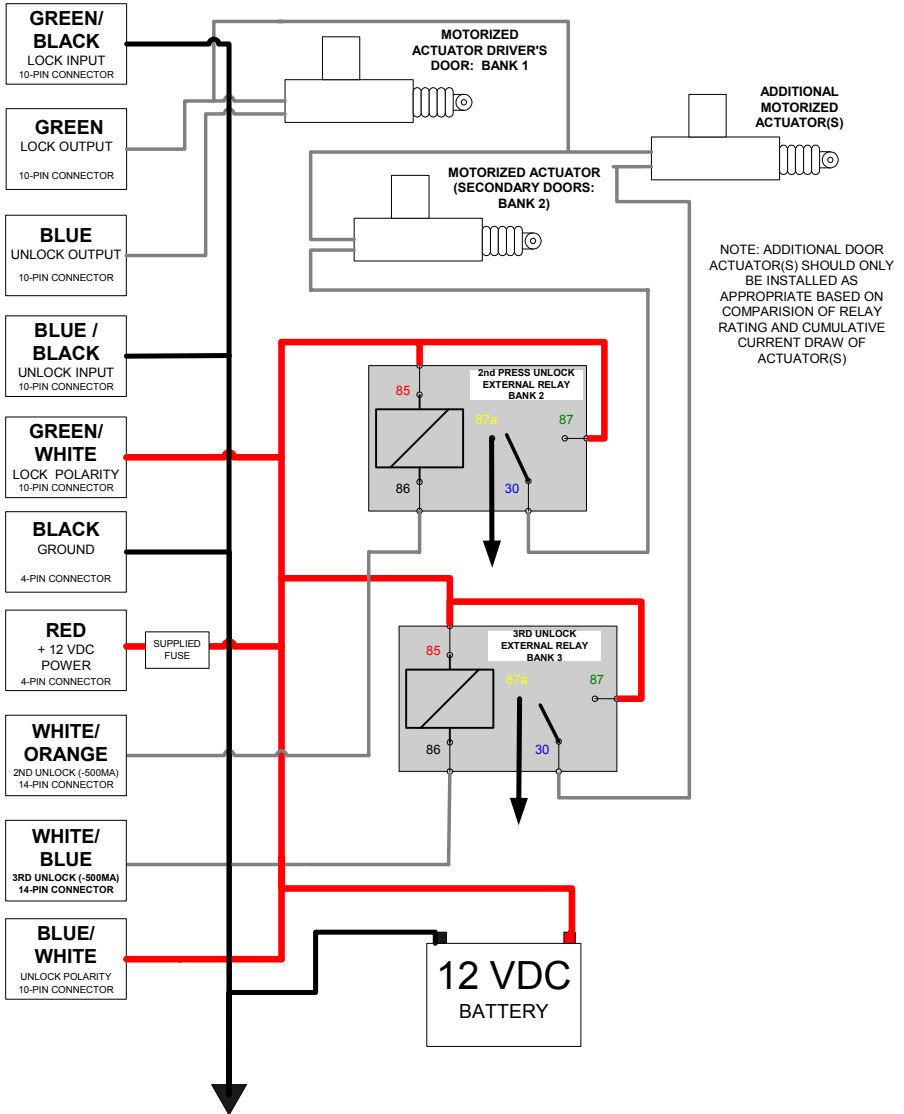 GREEN/
BLACK
LOCK INPUT
10-PIN CONNECTOR
GREEN
LOCK OUTPUT
10-PIN CONNECTOR
BLUE
UNLOCK OUTPUT
10-PIN CONNECTOR
BLUE /
BLACK
UNLOCK INPUT
10-PIN CONNECTOR
GREEN/
WHITE
LOCK POLARITY
10-PIN CONNECTOR
BLACK
GROUND
4-PIN CONNECTOR
RED
+ 12 VDC
POWER
4-PIN CONNECTOR
SUPPLIED
FUSE
WHITE/
ORANGE
2ND UNLOCK (-500MA)
14-PIN CONNECTOR
WHITE/
BLUE
3RD UNLOCK (-500MA)
14-PIN CONNECTOR
BLUE/
WHITE
UNLOCK POLARITY
10-PIN CONNECTOR
MOTORIZED
ACTUATOR DRIVER'S
DOOR: BANK 1
ADDITIONAL
MOTORIZED
ACTUATOR(S)
MOTORIZED ACTUATOR
(SECONDARY DOORS:
BANK 2)
NOTE: ADDITIONAL DOOR
ACTUATOR(S) SHOULD ONLY
BE INSTALLED AS
APPROPRIATE BASED ON
COMPARISION OF RELAY
RATING AND CUMULATIVE
CURRENT DRAW OF
ACTUATOR(S)
2nd PRESS UNLOCK
EXTERNAL RELAY
BANK 2
85
87a
87
86
30
3RD UNLOCK
EXTERNAL RELAY
BANK 3
85
87a
87
86
30
12 VDC
BATTERY